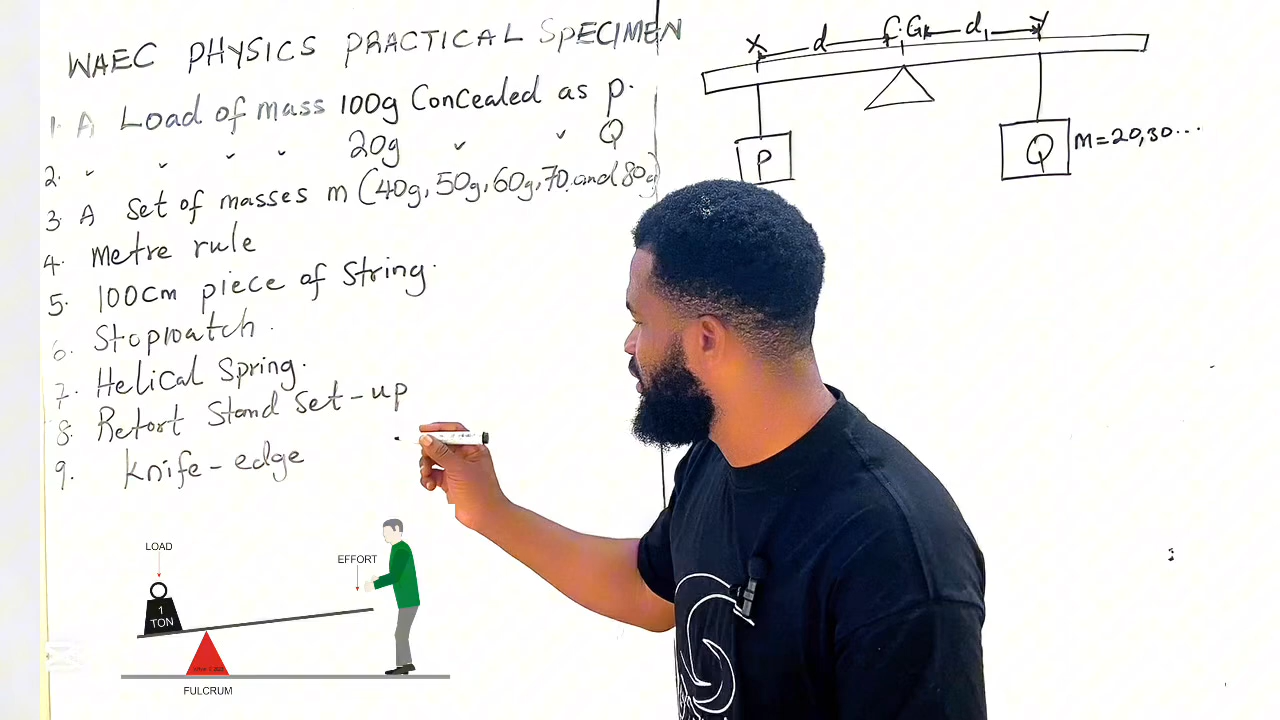 WAEC PHYSICS PRACTICAL SPECIMEN
1. A Load of mass 100g Concealed as p.
2. " " " " 20g " " Q
3. A Set of masses m (40g, 50g, 60g, 70, and 80g)
4. metre rule
5. 100cm piece of String.
6. Stopwatch.
7. Helical Spring.
8. Retort Stand Set-up
9. Knife-edge
X d C.G d₁ Y
P
Q m=20,30...
LOAD
EFFORT
1
TON
FULCRUM